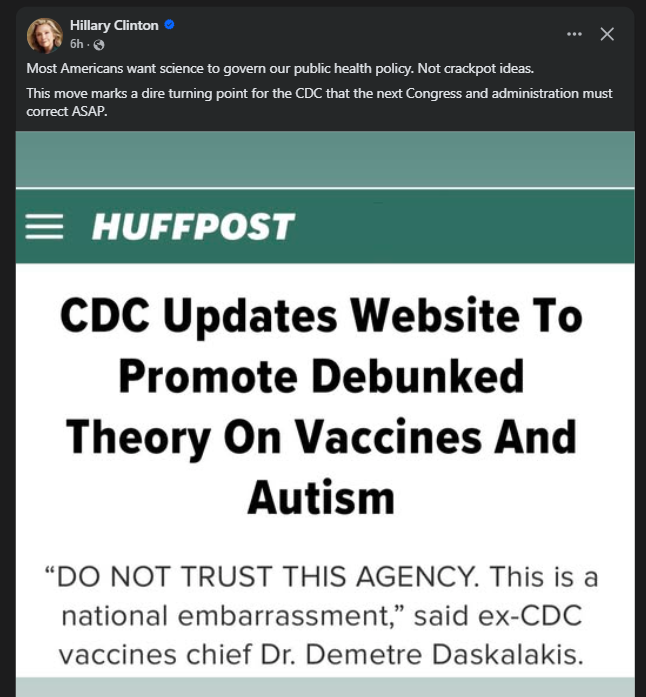 Hillary Clinton
6h ·
Most Americans want science to govern our public health policy. Not crackpot ideas.
This move marks a dire turning point for the CDC that the next Congress and administration must
correct ASAP.
HUFFPOST
CDC Updates Website To
Promote Debunked
Theory On Vaccines And
Autism
“DO NOT TRUST THIS AGENCY. This is a
national embarrassment,” said ex-CDC
vaccines chief Dr. Demetre Daskalakis.